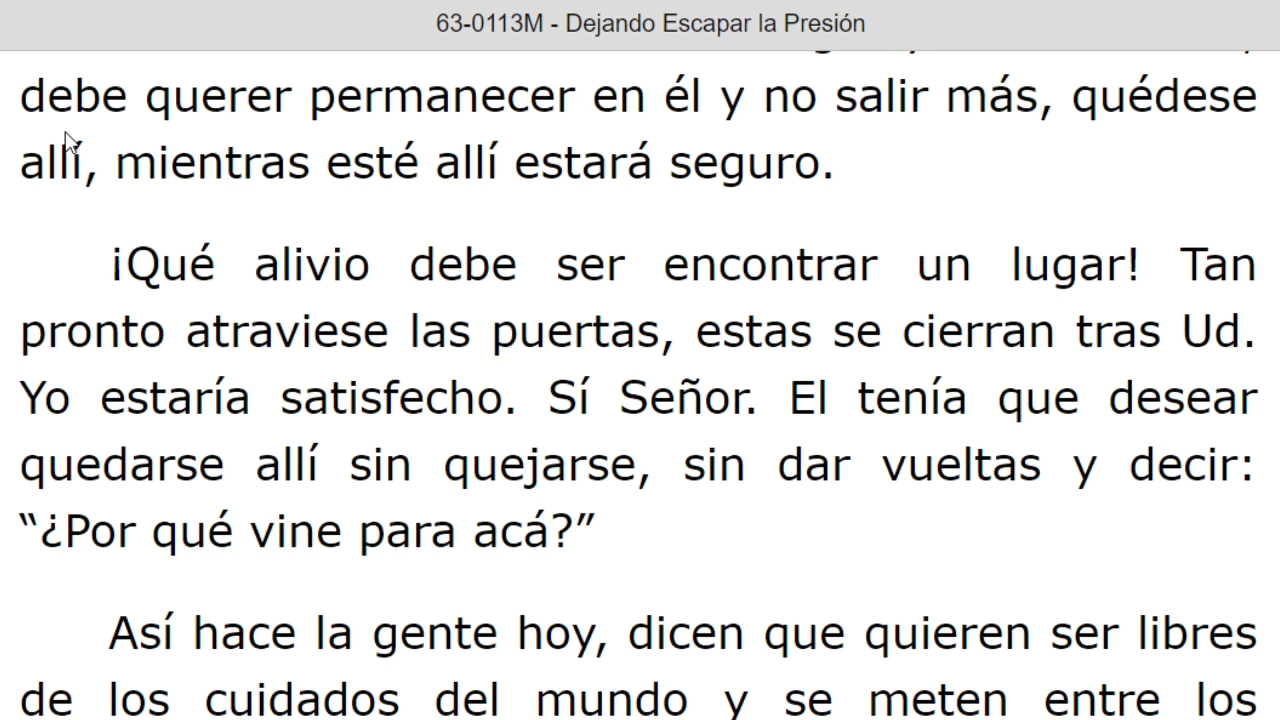 63-0113M - Dejando Escapar la Presión
debe querer permanecer en él y no salir más, quédese
allí, mientras esté allí estará seguro.
¡Qué alivio debe ser encontrar un lugar! Tan
pronto atraviese las puertas, estas se cierran tras Ud.
Yo estaría satisfecho. Sí Señor. El tenía que desear
quedarse allí sin quejarse, sin dar vueltas y decir:
“¿Por qué vine para acá?”
Así hace la gente hoy, dicen que quieren ser libres
de los cuidados del mundo y se meten entre los